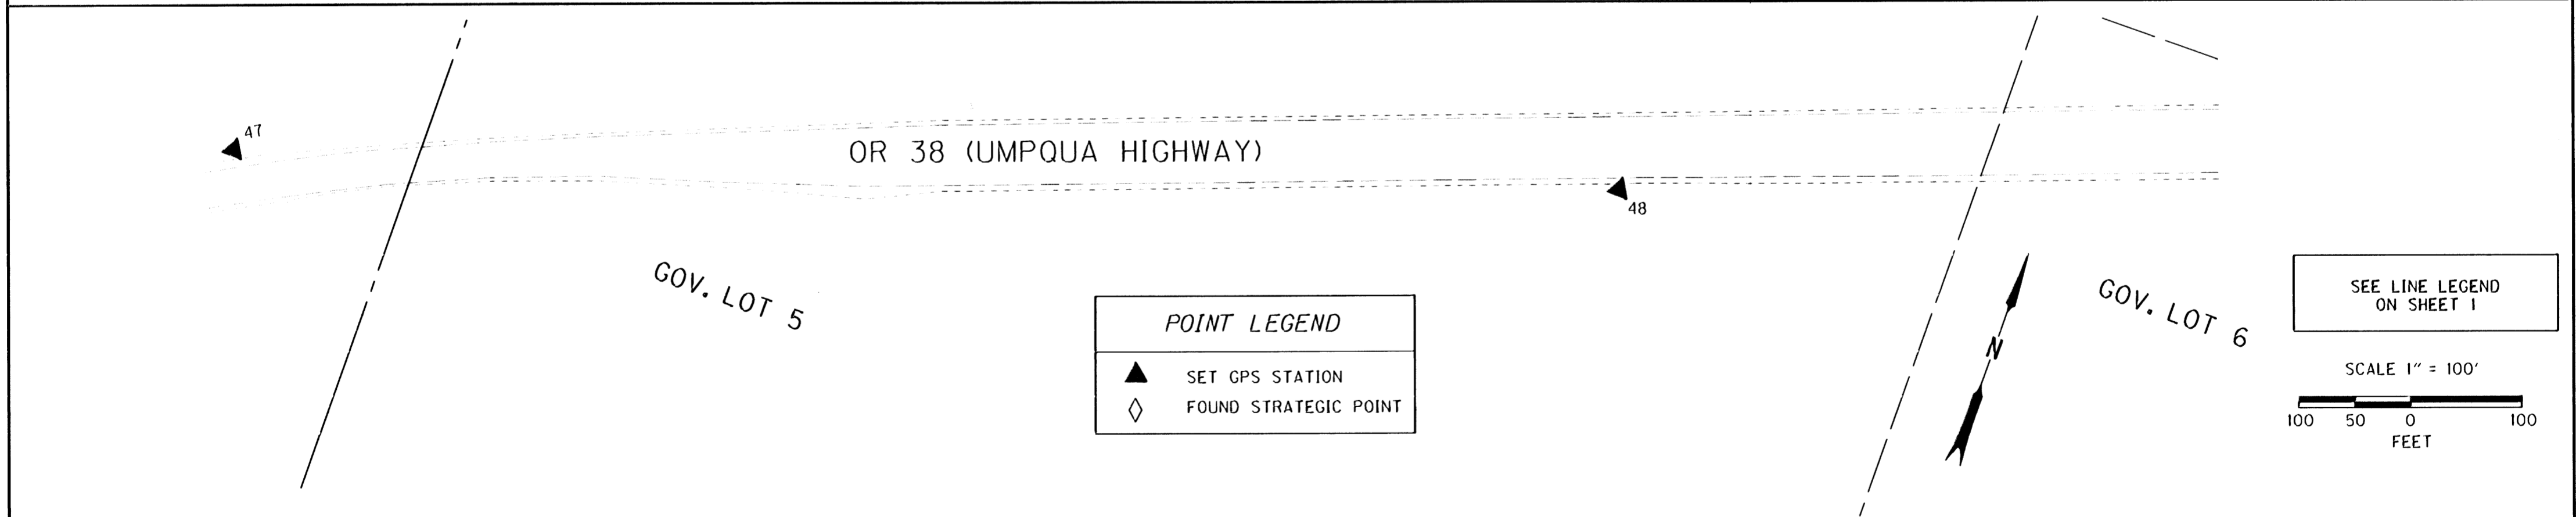 47
OR 38 (UMPQUA HIGHWAY)
48
GOV. LOT 5
POINT LEGEND
SET GPS STATION
FOUND STRATEGIC POINT
N
GOV. LOT 6
SEE LINE LEGEND
ON SHEET 1
SCALE 1" = 100'
100 50 0 100
FEET